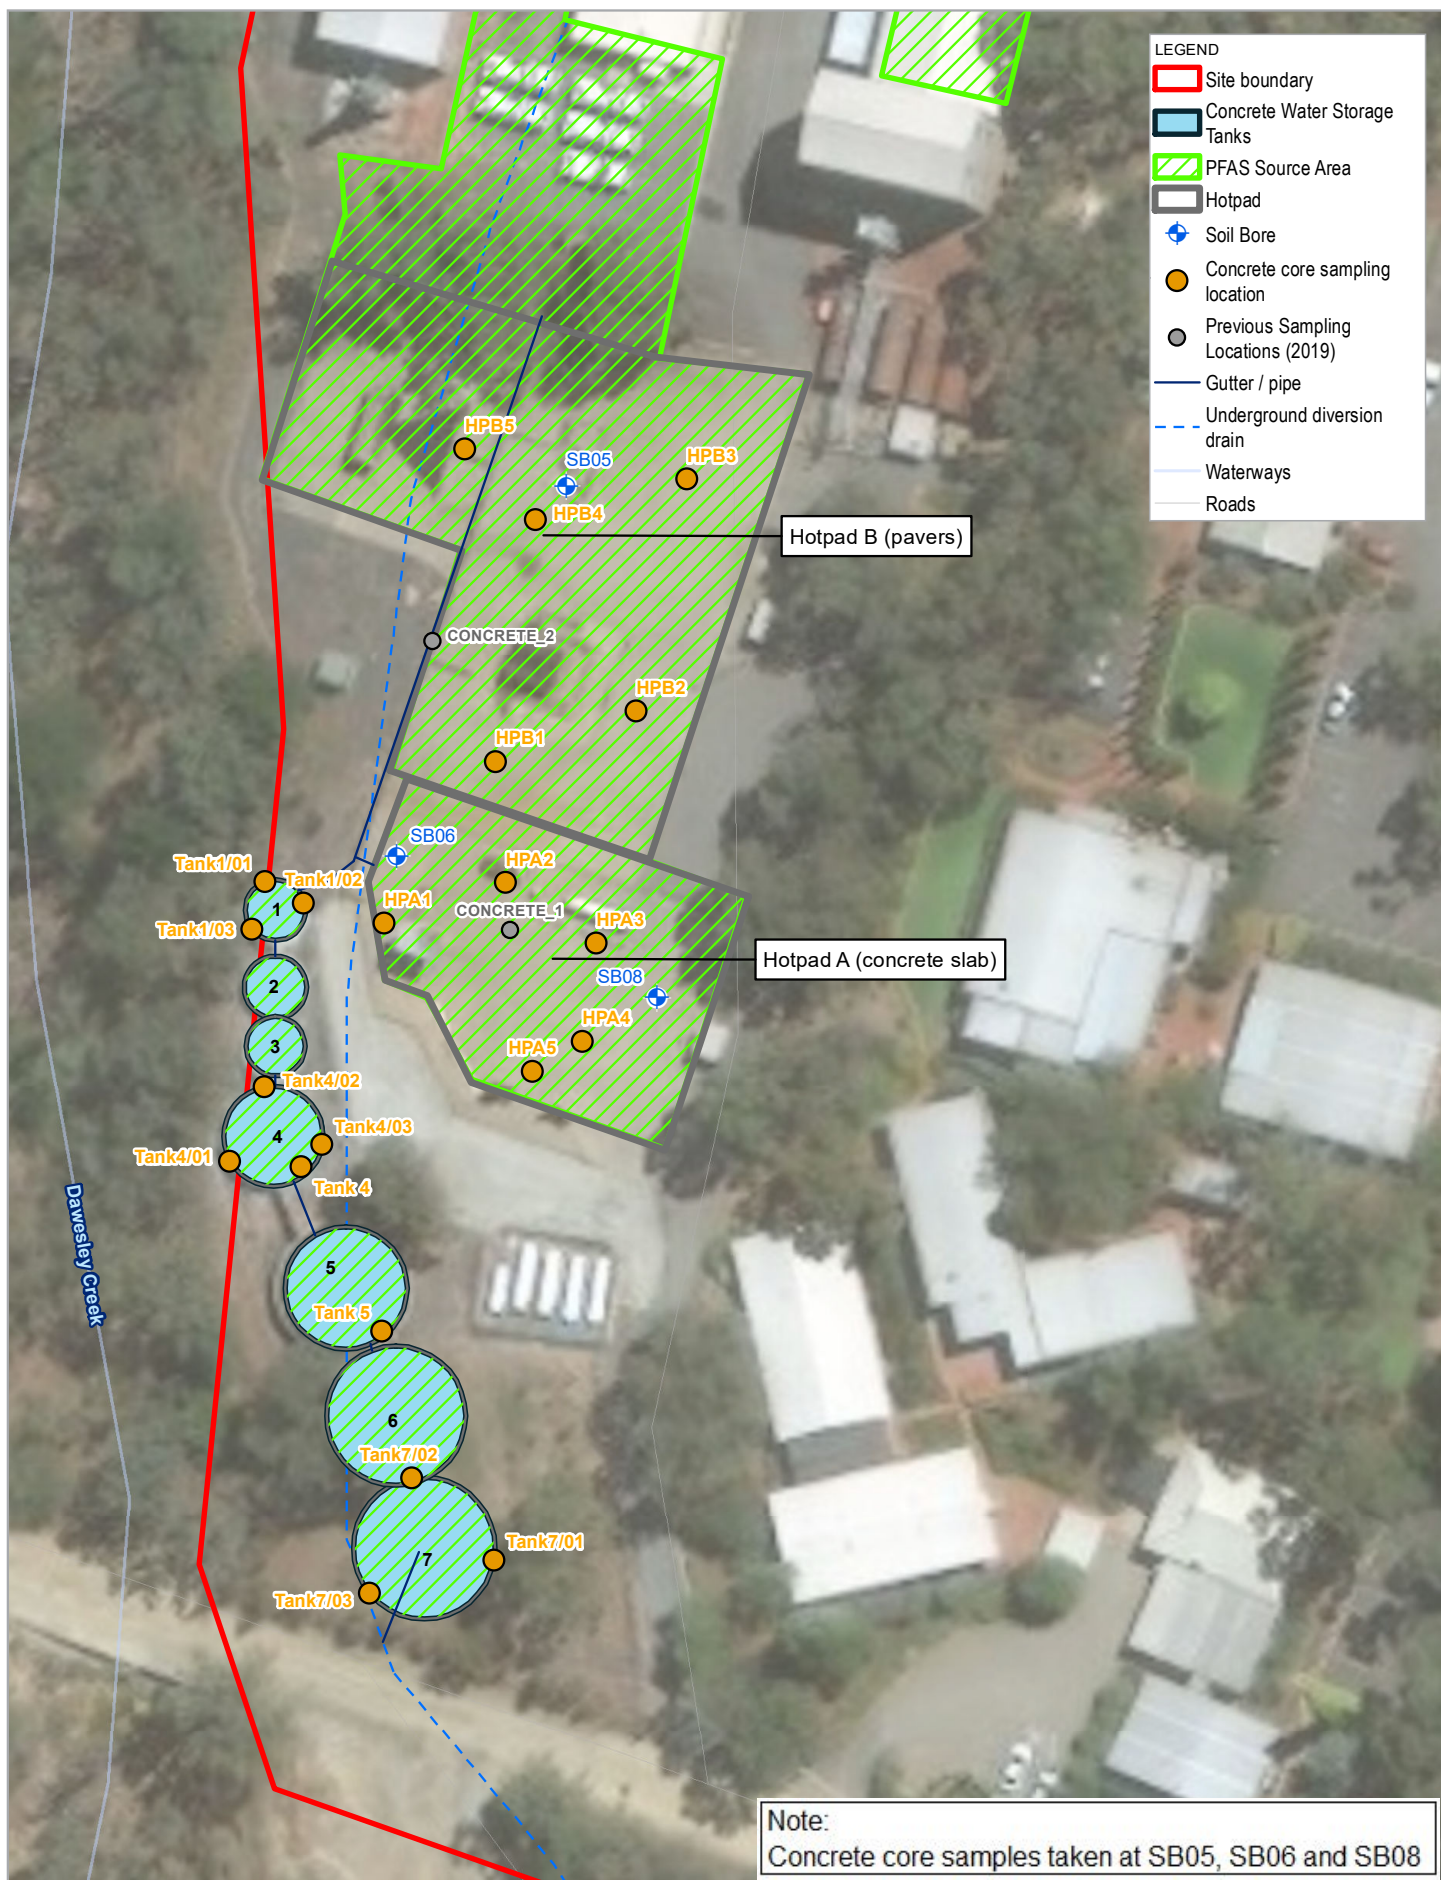 LEGEND
Site boundary
Concrete Water Storage
Tanks
PFAS Source Area
Hotpad
Soil Bore
Concrete core sampling
location
Previous Sampling
Locations (2019)
Gutter / pipe
Underground diversion
drain
Waterways
Roads
HPB5
SB05
HPB3
HPB4
Hotpad B (pavers)
CONCRETE_2
HPB2
HPB1
SB06
HPA2
Tank1/01
Tank1/02
1
HPA1
CONCRETE_1
HPA3
Tank1/03
Hotpad A (concrete slab)
SB08
2
HPA4
3
HPA5
Tank4/02
4
Tank4/03
Tank4/01
Tank 4
Dawesley Creek
5
Tank 5
6
Tank7/02
Tank7/01
7
Tank7/03
Note:
Concrete core samples taken at SB05, SB06 and SB08